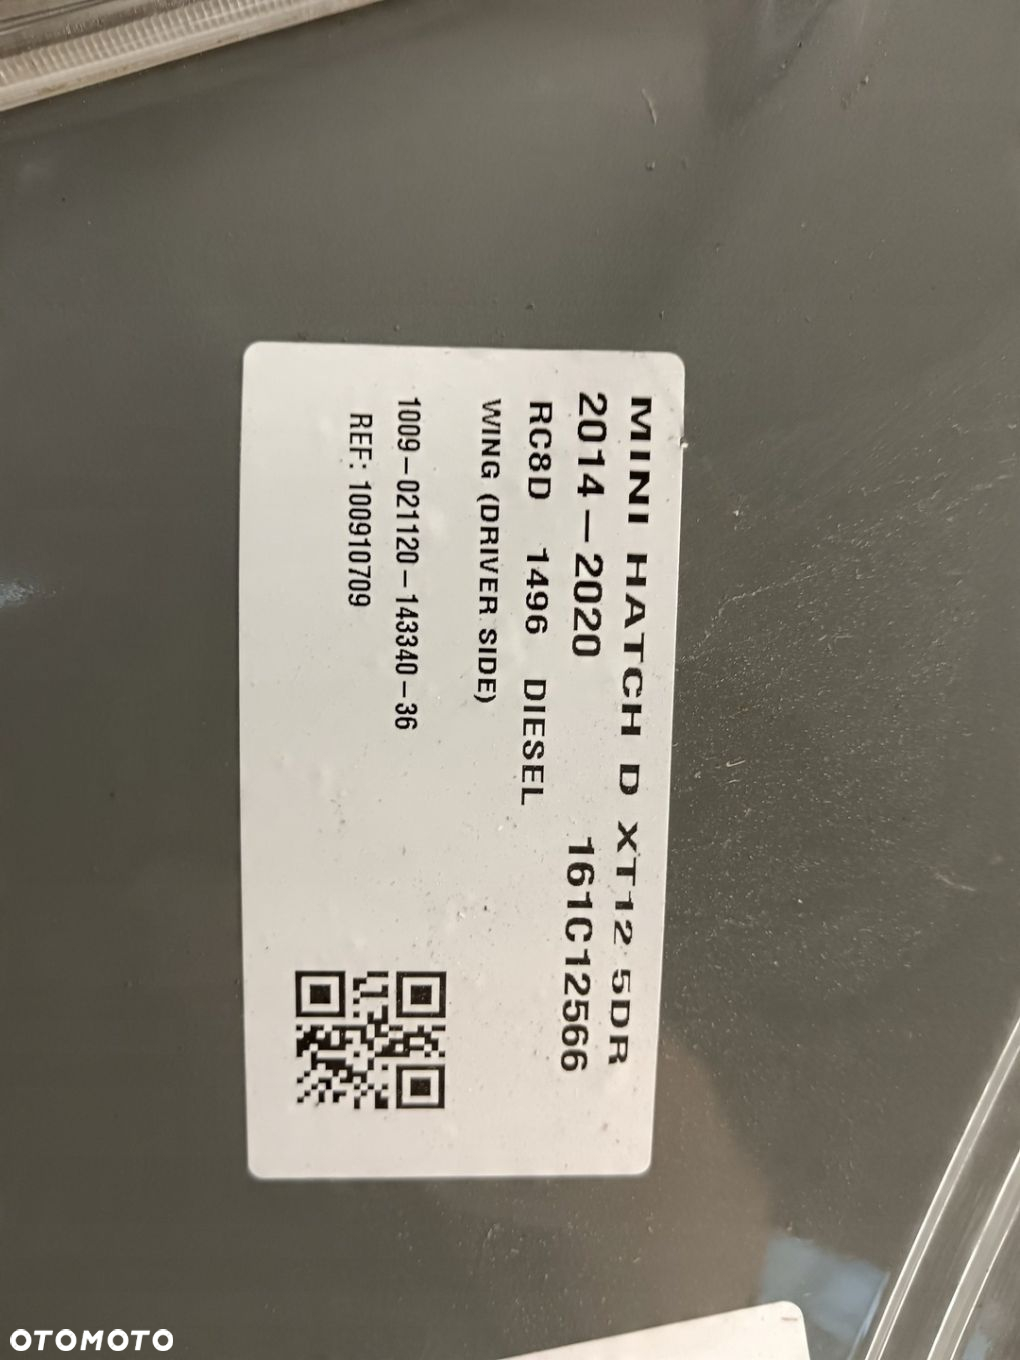 MINI HATCH D XT12 5DR
2014-2020 161C12566
RC8D 1496 DIESEL
WING (DRIVER SIDE)
1009-021120-143340-36
REF: 100910709
OTOMOTO